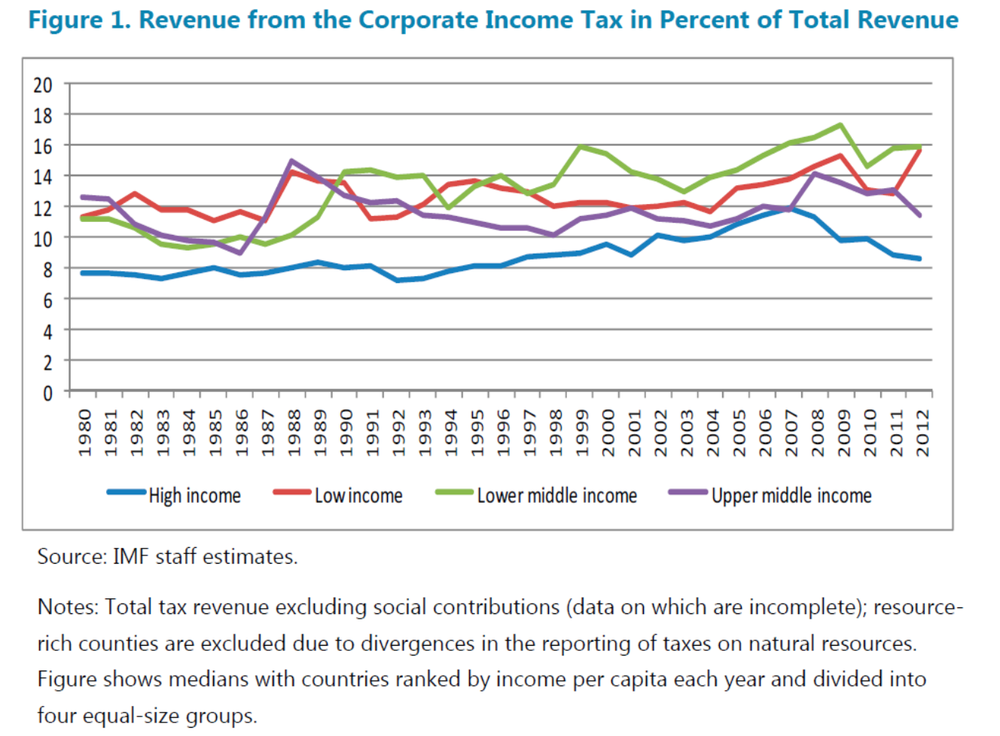 Figure 1. Revenue from the Corporate Income Tax in Percent of Total Revenue
20
18
16
14
12
10
8
6
4
2
0
1980 1981 1982 1983 1984 1985 1986 1987 1988 1989 1990 1991 1992 1993 1994 1995 1996 1997 1998 1999 2000 2001 2002 2003 2004 2005 2006 2007 2008 2009 2010 2011 2012
High income Low income Lower middle income Upper middle income
Source: IMF staff estimates.
Notes: Total tax revenue excluding social contributions (data on which are incomplete); resource-
rich counties are excluded due to divergences in the reporting of taxes on natural resources.
Figure shows medians with countries ranked by income per capita each year and divided into
four equal-size groups.